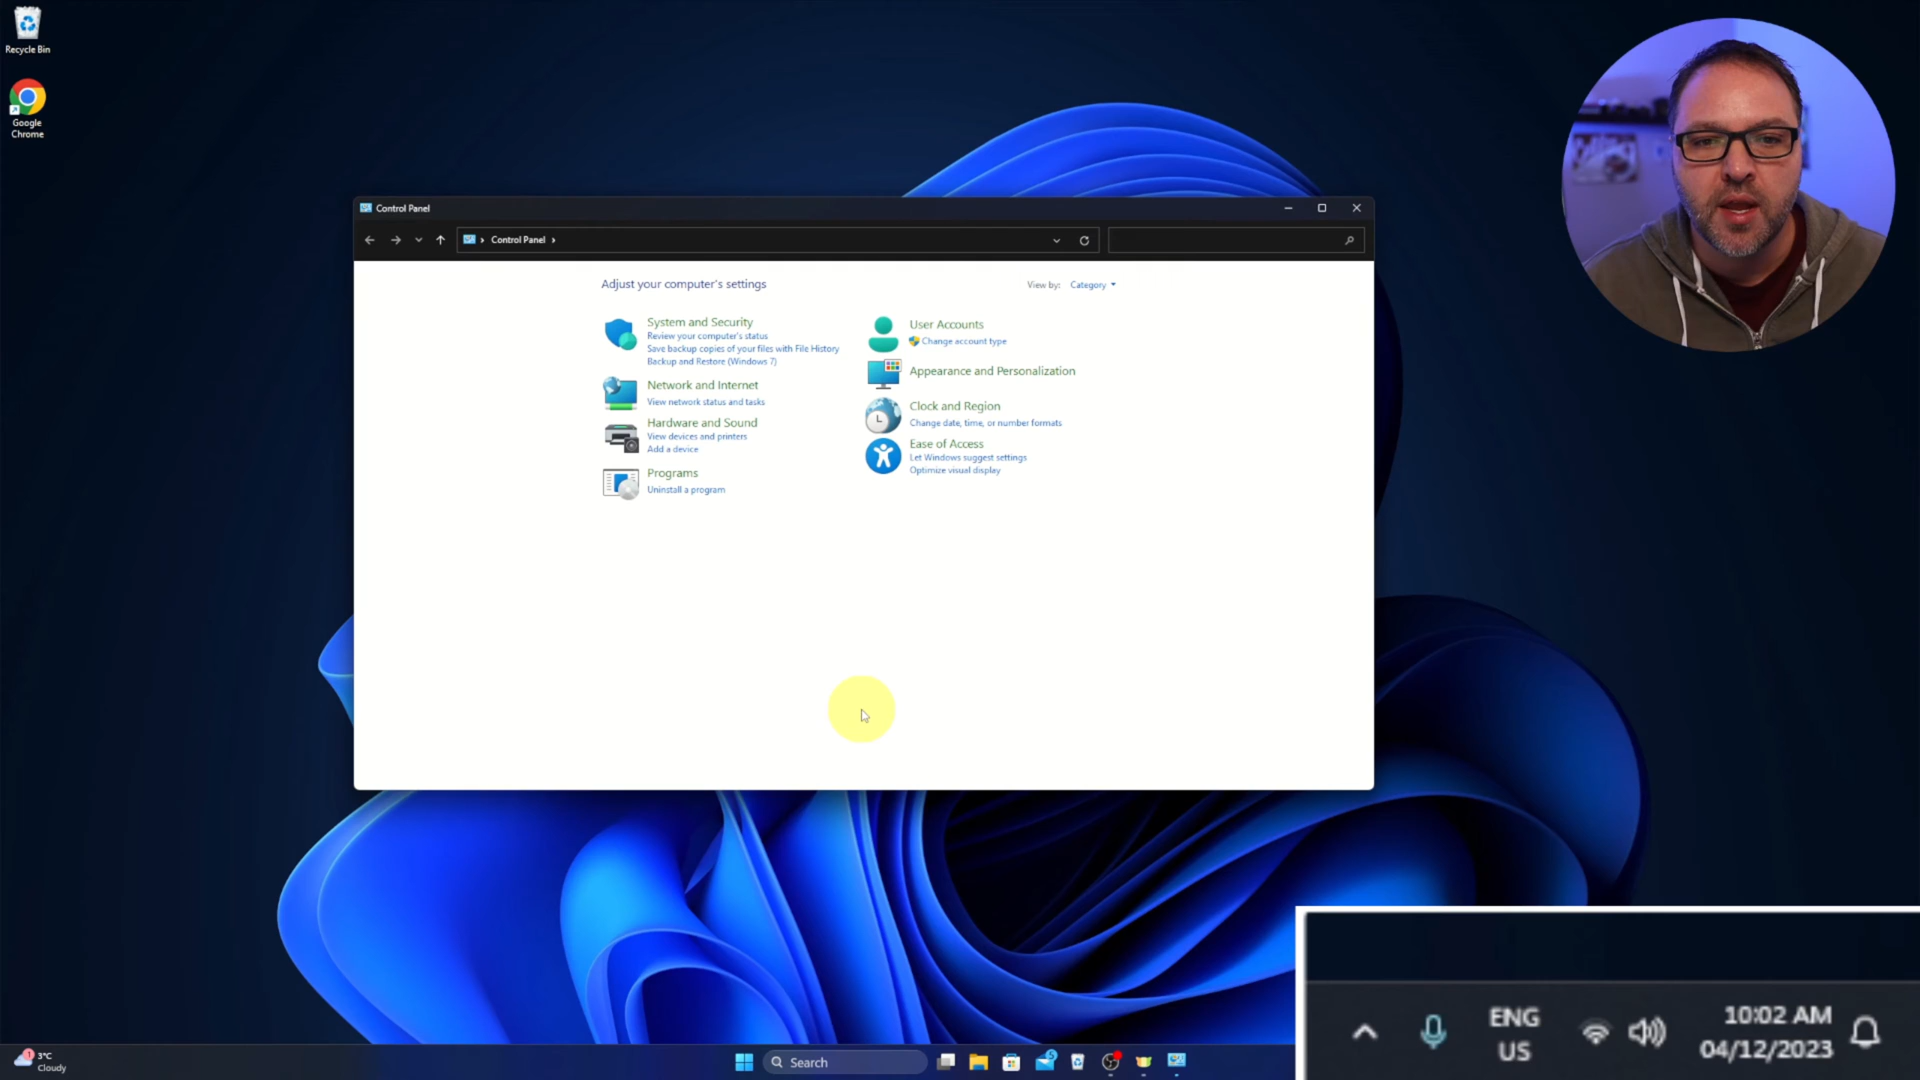 Recycle Bin
Google
Chrome
Control Panel
Control Panel
Adjust your computer's settings
View by: Category
System and Security
Review your computer's status
Save backup copies of your files with File History
Backup and Restore (Windows 7)
Network and Internet
View network status and tasks
Hardware and Sound
View devices and printers
Add a device
Programs
Uninstall a program
User Accounts
Change account type
Appearance and Personalization
Clock and Region
Change date, time, or number formats
Ease of Access
Let Windows suggest settings
Optimize visual display
1
3°C
Cloudy
Search
5
ENG
US
10:02 AM
04/12/2023